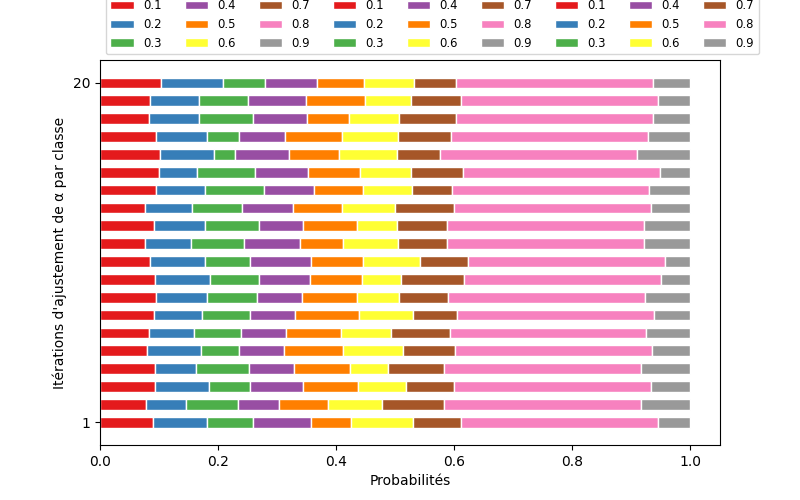 0.1 0.4 0.7 0.1 0.4 0.7 0.1 0.4 0.7
0.2 0.5 0.8 0.2 0.5 0.8 0.2 0.5 0.8
0.3 0.6 0.9 0.3 0.6 0.9 0.3 0.6 0.9
20
Itérations d'ajustement de α par classe
1
0.0 0.2 0.4 0.6 0.8 1.0
Probabilités